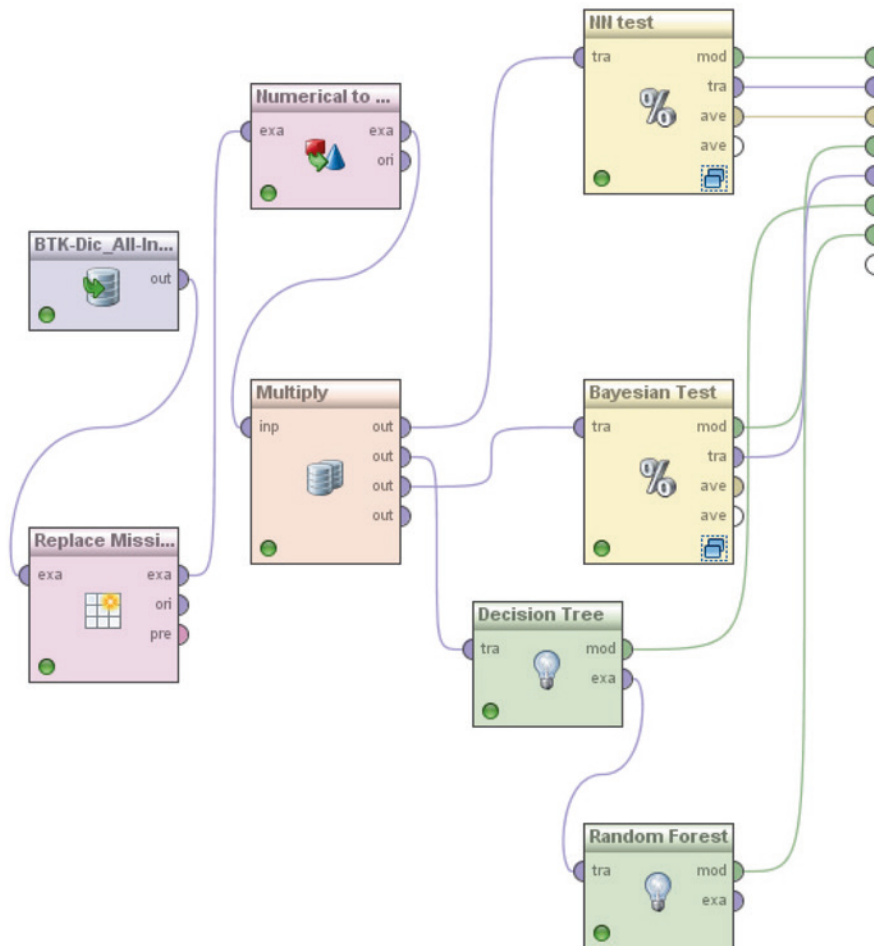 NN test
tra
mod
tra
ave
ave
Numerical to ...
exa
exa
ori
BTK-Dic_All-In...
out
Multiply
inp
out
out
out
out
Bayesian Test
tra
mod
tra
ave
ave
Replace Missi...
exa
exa
ori
pre
Decision Tree
tra
mod
exa
Random Forest
tra
mod
exa